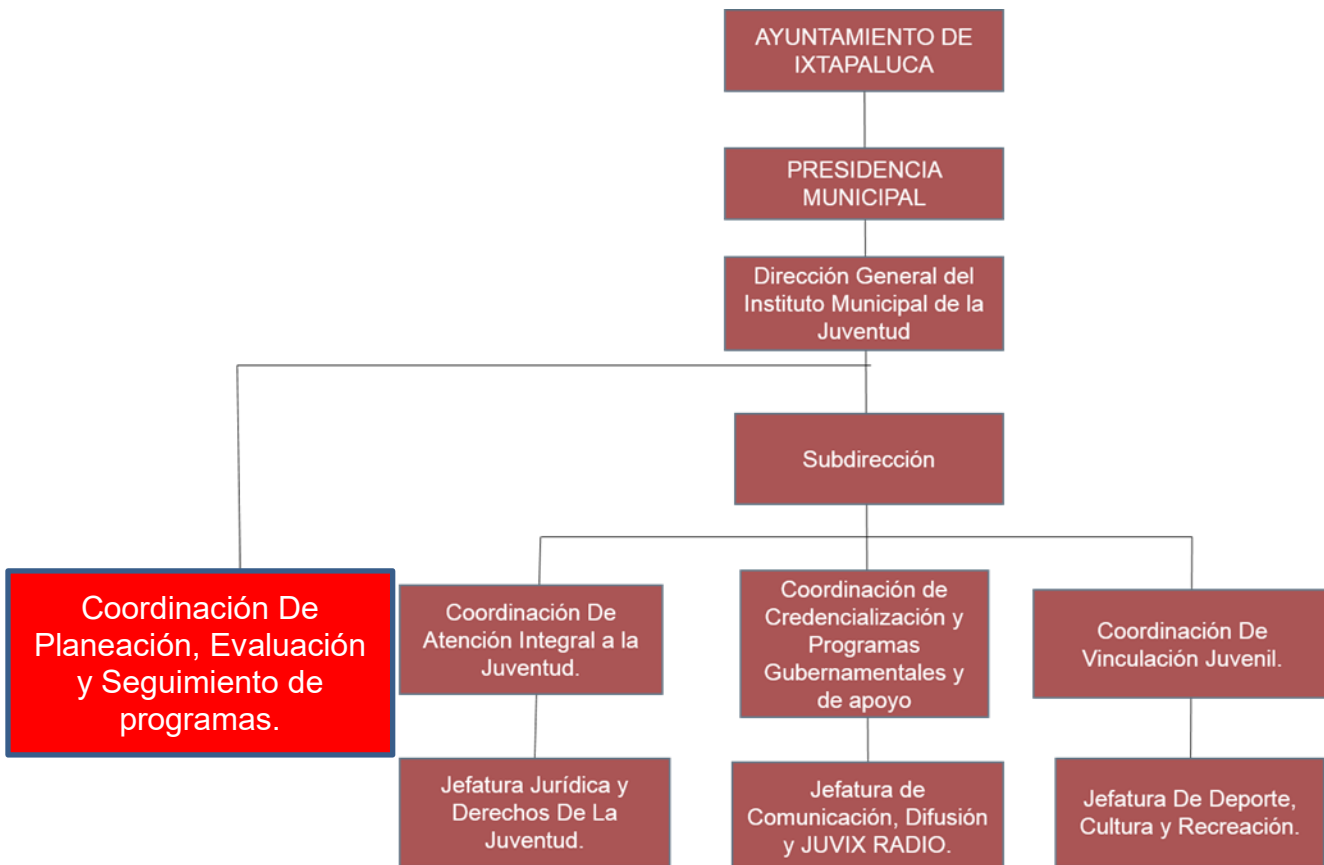 AYUNTAMIENTO DE
IXTAPALUCA
PRESIDENCIA
MUNICIPAL
Dirección General del
Instituto Municipal de la
Juventud
Subdirección
Coordinación De
Planeación, Evaluación
y Seguimiento de
programas.
Coordinación De
Atención Integral a la
Juventud.
Coordinación de
Credencialización y
Programas
Gubernamentales y
de apoyo
Coordinación De
Vinculación Juvenil.
Jefatura Jurídica y
Derechos De La
Juventud.
Jefatura de
Comunicación, Difusión
y JUVIX RADIO.
Jefatura De Deporte,
Cultura y Recreación.